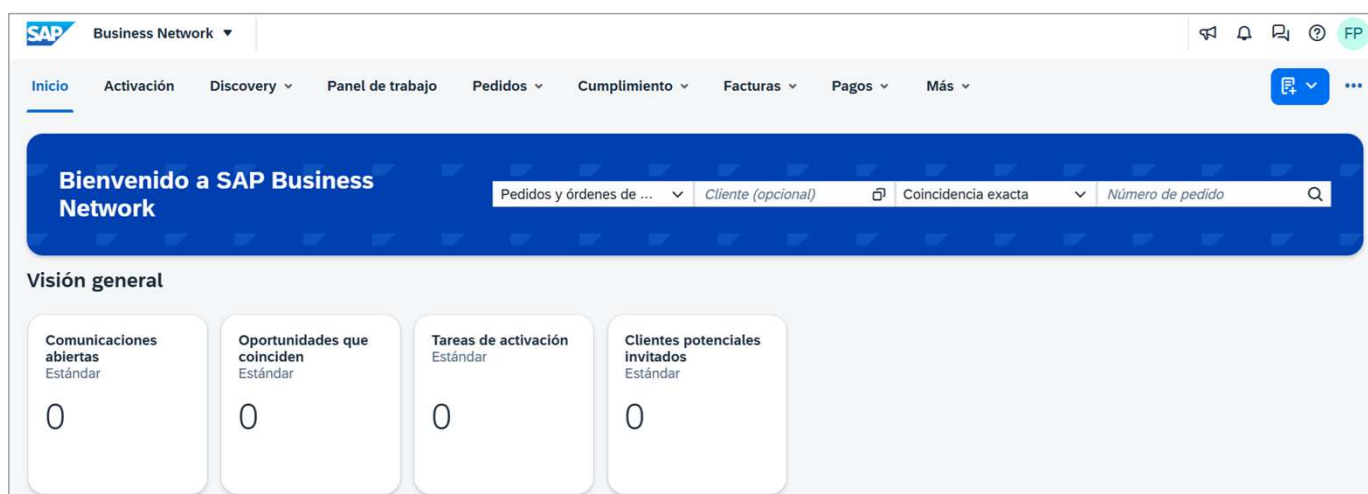 SAP Business Network
FP
Inicio Activación Discovery Panel de trabajo Pedidos Cumplimiento Facturas Pagos Más
Bienvenido a SAP Business
Network
Pedidos y órdenes de ... Cliente (opcional) Coincidencia exacta Número de pedido
Visión general
Comunicaciones
abiertas
Estándar
0
Oportunidades que
coinciden
Estándar
0
Tareas de activación
Estándar
0
Clientes potenciales
invitados
Estándar
0